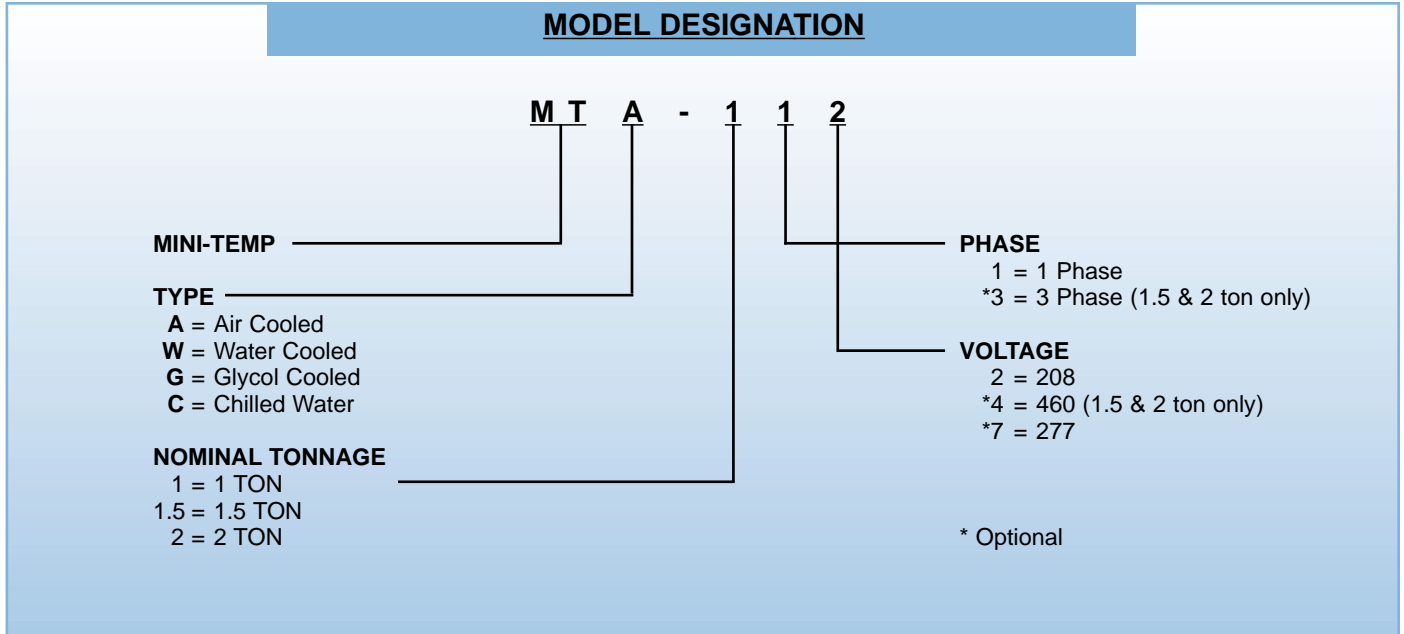 MODEL DESIGNATION
M T A - 1 1 2
MINI-TEMP
TYPE
A = Air Cooled
W = Water Cooled
G = Glycol Cooled
C = Chilled Water
NOMINAL TONNAGE
1 = 1 TON
1.5 = 1.5 TON
2 = 2 TON
PHASE
1 = 1 Phase
*3 = 3 Phase (1.5 & 2 ton only)
VOLTAGE
2 = 208
*4 = 460 (1.5 & 2 ton only)
*7 = 277
* Optional